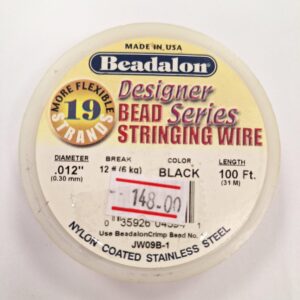 MADE IN USA
Beadalon
MORE FLEXIBLE
19
STRANDS
Designer
BEAD Series
STRINGING WIRE
DIAMETER BREAK COLOR LENGTH
.012" 12 # (6 kg) BLACK 100 Ft.
(0.30 mm) (31 M)
148.00
0 35926
Use BeadalonCrimp Bead No.
JW09B-1
NYLON COATED STAINLESS STEEL